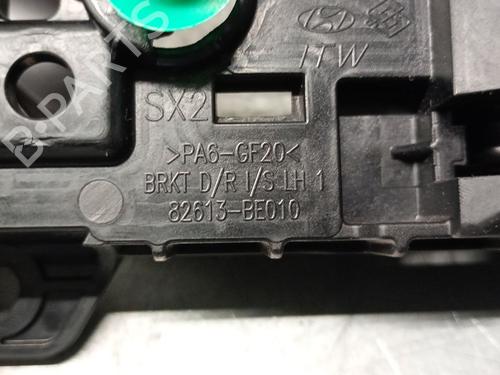 B-PARTS
ITW
SX2
>PA6-GF20<
BRKT D/R I/S LH 1
82613-BE010